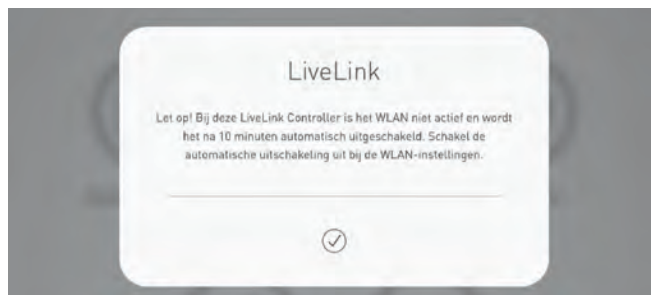 LiveLink
Let op! Bij deze LiveLink Controller is het WLAN niet actief en wordt
het na 10 minuten automatisch uitgeschakeld. Schakel de
automatische uitschakeling uit bij de WLAN-instellingen.